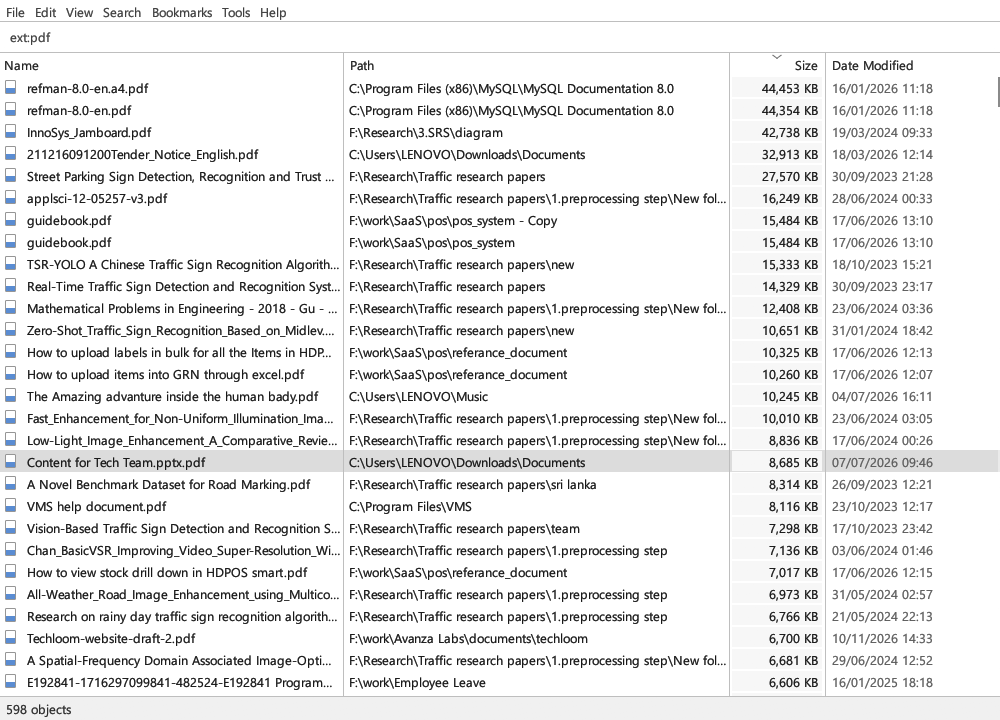 File Edit View Search Bookmarks Tools Help
ext:pdf
Name Path Size Date Modified
refman-8.0-en.a4.pdf C:\Program Files (x86)\MySQL\MySQL Documentation 8.0 44,453 KB 16/01/2026 11:18
refman-8.0-en.pdf C:\Program Files (x86)\MySQL\MySQL Documentation 8.0 44,354 KB 16/01/2026 11:18
InnoSys_Jamboard.pdf F:\Research\3.SRS\diagram 42,738 KB 19/03/2024 09:33
211216091200Tender_Notice_English.pdf C:\Users\LENOVO\Downloads\Documents 32,913 KB 18/03/2026 12:14
Street Parking Sign Detection, Recognition and Trust ... F:\Research\Traffic research papers 27,570 KB 30/09/2023 21:28
applsci-12-05257-v3.pdf F:\Research\Traffic research papers\1.preprocessing step\New fol... 16,249 KB 28/06/2024 00:33
guidebook.pdf F:\work\SaaS\pos\pos_system - Copy 15,484 KB 17/06/2026 13:10
guidebook.pdf F:\work\SaaS\pos\pos_system 15,484 KB 17/06/2026 13:10
TSR-YOLO A Chinese Traffic Sign Recognition Algorith... F:\Research\Traffic research papers\new 15,333 KB 18/10/2023 15:21
Real-Time Traffic Sign Detection and Recognition Syst... F:\Research\Traffic research papers 14,329 KB 30/09/2023 23:17
Mathematical Problems in Engineering - 2018 - Gu - ... F:\Research\Traffic research papers\1.preprocessing step\New fol... 12,408 KB 23/06/2024 03:36
Zero-Shot_Traffic_Sign_Recognition_Based_on_Midlev.... F:\Research\Traffic research papers\new 10,651 KB 31/01/2024 18:42
How to upload labels in bulk for all the Items in HDP... F:\work\SaaS\pos\referance_document 10,325 KB 17/06/2026 12:13
How to upload items into GRN through excel.pdf F:\work\SaaS\pos\referance_document 10,260 KB 17/06/2026 12:07
The Amazing advanture inside the human bady.pdf C:\Users\LENOVO\Music 10,245 KB 04/07/2026 16:11
Fast_Enhancement_for_Non-Uniform_Illumination_Ima... F:\Research\Traffic research papers\1.preprocessing step\New fol... 10,010 KB 23/06/2024 03:05
Low-Light_Image_Enhancement_A_Comparative_Revie... F:\Research\Traffic research papers\1.preprocessing step\New fol... 8,836 KB 17/06/2024 00:26
Content for Tech Team.pptx.pdf C:\Users\LENOVO\Downloads\Documents 8,685 KB 07/07/2026 09:46
A Novel Benchmark Dataset for Road Marking.pdf F:\Research\Traffic research papers\sri lanka 8,314 KB 26/09/2023 12:21
VMS help document.pdf C:\Program Files\VMS 8,116 KB 23/10/2023 12:17
Vision-Based Traffic Sign Detection and Recognition S... F:\Research\Traffic research papers\team 7,298 KB 17/10/2023 23:42
Chan_BasicVSR_Improving_Video_Super-Resolution_Wi... F:\Research\Traffic research papers\1.preprocessing step 7,136 KB 03/06/2024 01:46
How to view stock drill down in HDPOS smart.pdf F:\work\SaaS\pos\referance_document 7,017 KB 17/06/2026 12:15
All-Weather_Road_Image_Enhancement_using_Multico... F:\Research\Traffic research papers\1.preprocessing step 6,973 KB 31/05/2024 02:57
Research on rainy day traffic sign recognition algorith... F:\Research\Traffic research papers\1.preprocessing step 6,766 KB 21/05/2024 22:13
Techloom-website-draft-2.pdf F:\work\Avanza Labs\documents\techloom 6,700 KB 10/11/2026 14:33
A Spatial-Frequency Domain Associated Image-Opti... F:\Research\Traffic research papers\1.preprocessing step\New fol... 6,681 KB 29/06/2024 12:52
E192841-1716297099841-482524-E192841 Program... F:\work\Employee Leave 6,606 KB 16/01/2025 18:18
598 objects